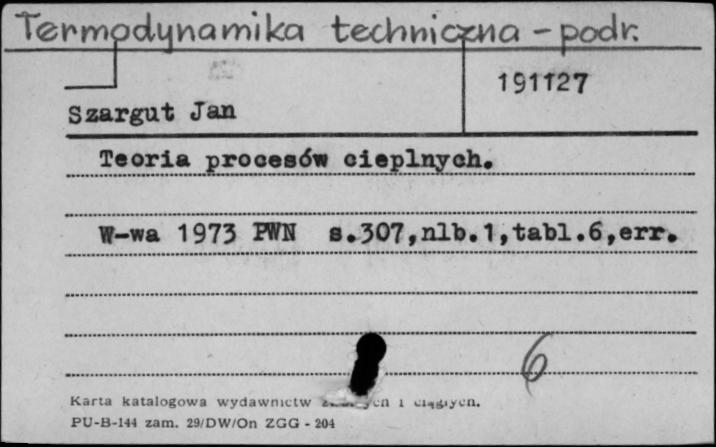 Termodynamika techniczna - podr.
191127
Szargut Jan
Teoria procesów cieplnych.
W-wa 1973 PWN s.307,nlb.1,tabl.6,err.
6
Karta katalogowa wydawnictw i ciągłych.
PU-B-144 zam. 29/DW/On ZGG - 204